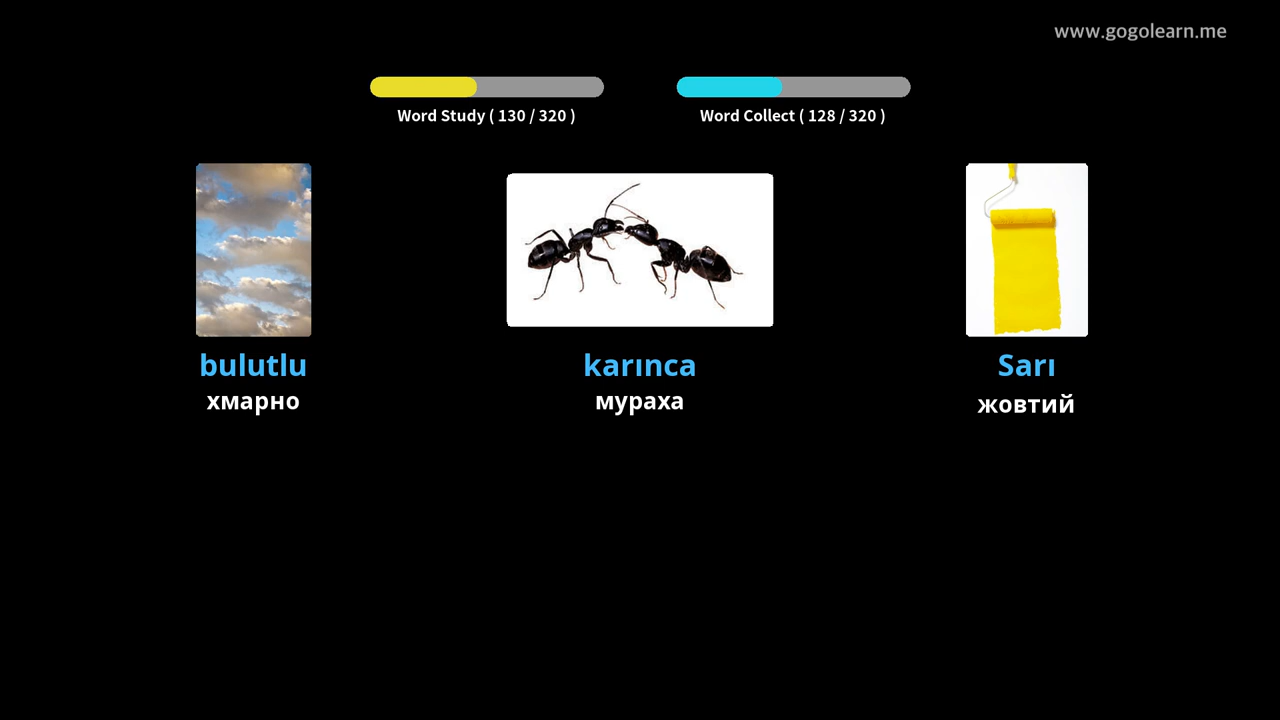 www.gogolearn.me
Word Study ( 130 / 320 )
Word Collect ( 128 / 320 )
bulutlu
хмарно
karınca
мураха
Sarı
жовтий